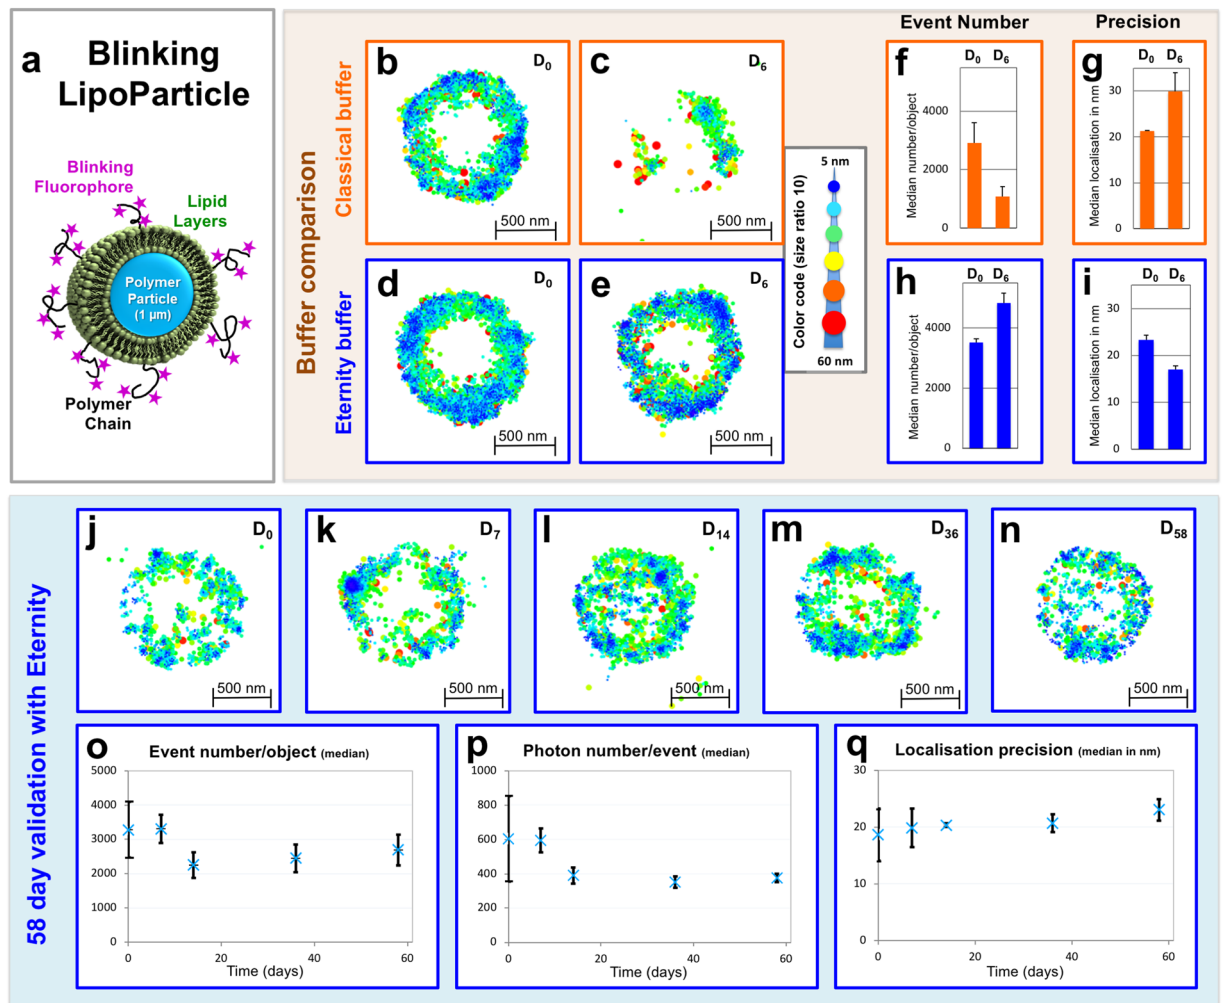 a
Blinking
LipoParticle
Blinking
Fluorophore
Lipid
Layers
Polymer
Particle
(1 µm)
Polymer
Chain
Buffer comparison
Classical buffer
Eternity buffer
b
D0
500 nm
c
D6
500 nm
d
D0
500 nm
e
D6
500 nm
Color code (size ratio 10)
5 nm
60 nm
Event Number
Precision
f
D0 D6
Median number/object
4000
2000
0
g
D0 D6
Median localisation in nm
30
20
10
0
h
D0 D6
Median number/object
4000
2000
0
i
D0 D6
Median localisation in nm
30
20
10
0
58 day validation with Eternity
j
D0
500 nm
k
D7
500 nm
l
D14
500 nm
m
D36
500 nm
n
D58
500 nm
o
Event number/object (median)
5000
4000
3000
2000
1000
0
0 20 40 60
Time (days)
p
Photon number/event (median)
1000
800
600
400
200
0
0 20 40 60
Time (days)
q
Localisation precision (median in nm)
30
20
10
0
0 20 40 60
Time (days)